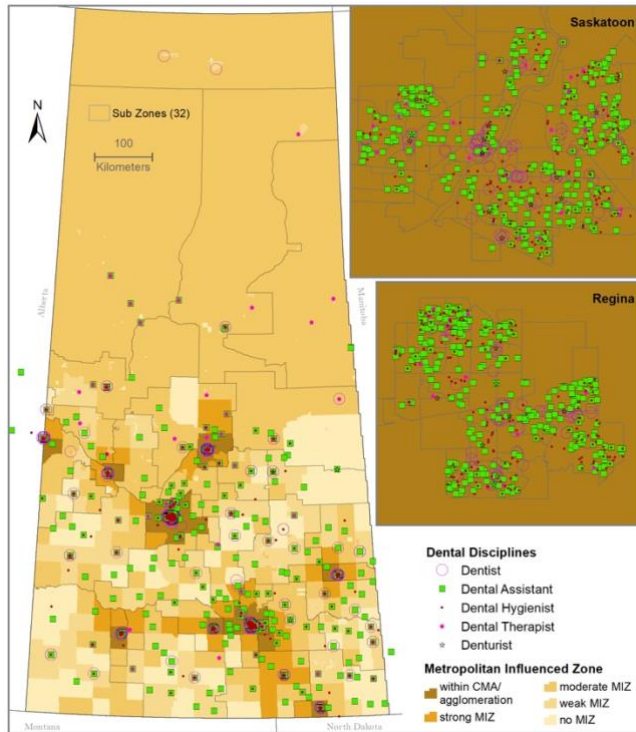 Saskatoon
N
Sub Zones (32)
100
Kilometers
Alberta
Manitoba
Regina
Dental Disciplines
Dentist
Dental Assistant
Dental Hygienist
Dental Therapist
Denturist
Metropolitan Influenced Zone
within CMA/
agglomeration
strong MIZ
moderate MIZ
weak MIZ
no MIZ
Montana
North Dakota